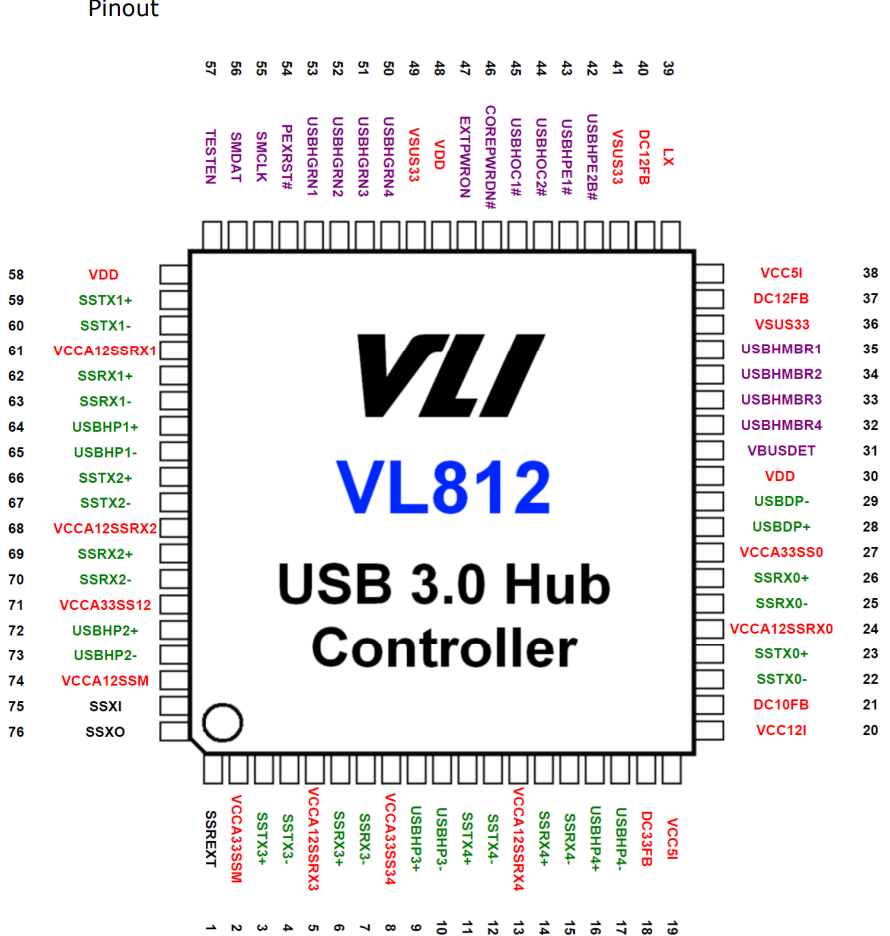 Pinout
57 56 55 54 53 52 51 50 49 48 47 46 45 44 43 42 41 40 39
TESTEN SMDAT SMCLK PEXRST# USBHGRN1 USBHGRN2 USBHGRN3 USBHGRN4 VSUS33 VDD EXTPWRON COREPWRDN# USBHOC1# USBHOC2# USBHPE1# USBHPE2B# VSUS33 DC12FB LX
58 VDD
59 SSTX1+
60 SSTX1-
61 VCCA12SSRX1
62 SSRX1+
63 SSRX1-
64 USBHP1+
65 USBHP1-
66 SSTX2+
67 SSTX2-
68 VCCA12SSRX2
69 SSRX2+
70 SSRX2-
71 VCCA33SS12
72 USBHP2+
73 USBHP2-
74 VCCA12SSM
75 SSXI
76 SSXO
VLI
VL812
USB 3.0 Hub
Controller
VCC5I 38
DC12FB 37
VSUS33 36
USBHMBR1 35
USBHMBR2 34
USBHMBR3 33
USBHMBR4 32
VBUSDET 31
VDD 30
USBDP- 29
USBDP+ 28
VCCA33SS0 27
SSRX0+ 26
SSRX0- 25
VCCA12SSRX0 24
SSTX0+ 23
SSTX0- 22
DC10FB 21
VCC12I 20
SSREXT VCCA33SSM SSTX3+ SSTX3- VCCA12SSRX3 SSRX3+ SSRX3- VCCA33SS34 USBHP3+ USBHP3- SSTX4+ SSTX4- VCCA12SSRX4 SSRX4+ SSRX4- USBHP4+ USBHP4- DC33FB VCC5I
1 2 3 4 5 6 7 8 9 10 11 12 13 14 15 16 17 18 19